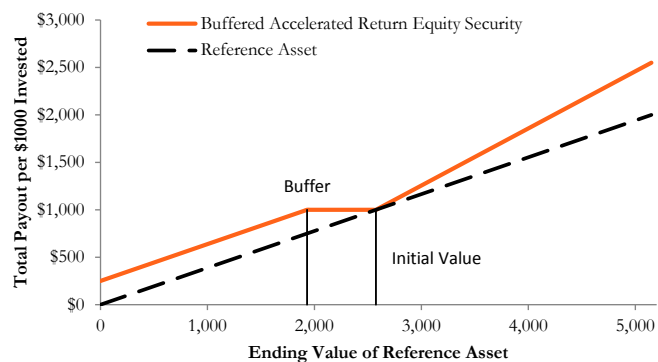 Buffered Accelerated Return Equity Security
Reference Asset
Total Payout per $1000 Invested
$3,000
$2,500
$2,000
$1,500
$1,000
$500
$0
Buffer
Initial Value
0
1,000
2,000
3,000
4,000
5,000
Ending Value of Reference Asset